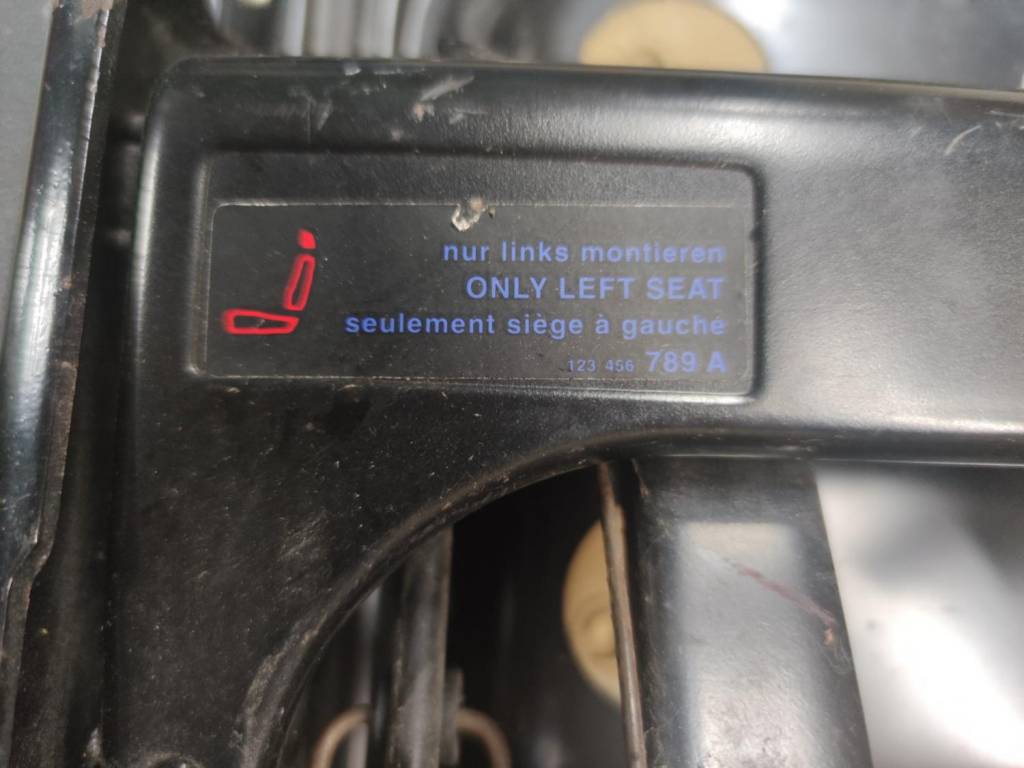 nur links montieren
ONLY LEFT SEAT
seulement siège à gauche
123 456 789 A